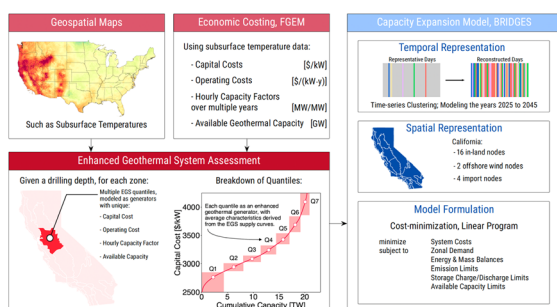 Geospatial Maps
Such as Subsurface Temperatures
Economic Costing, FGEM
Using subsurface temperature data:
- Capital Costs [$/kW]
- Operating Costs [$/(kW-y)]
- Hourly Capacity Factors
over multiple years [MW/MW]
- Available Geothermal Capacity [GW]
Enhanced Geothermal System Assessment
Given a drilling depth, for each zone:
Multiple EGS quantiles,
modeled as generators
with unique:
- Capital Cost
- Operating Cost
- Hourly Capacity Factor
- Available Capacity
Breakdown of Quantiles:
Each quantile as an enhanced
geothermal generator, with
average characteristics derived
from the EGS supply curves.
Capital Cost [$/kW]
4000
3500
3000
2500
Q1
Q2
Q3
Q4
Q5
Q6
Q7
0
5
10
15
20
Cumulative Capacity [TW]
Capacity Expansion Model, BRIDGES
Temporal Representation
Representative Days
Reconstructed Days
Time-series Clustering; Modeling the years 2025 to 2045
Spatial Representation
California:
- 16 in-land nodes
- 2 offshore wind nodes
- 4 import nodes
Model Formulation
Cost-minimization, Linear Program
minimize System Costs
subject to Zonal Demand
Energy & Mass Balances
Emission Limits
Storage Charge/Discharge Limits
Available Capacity Limits